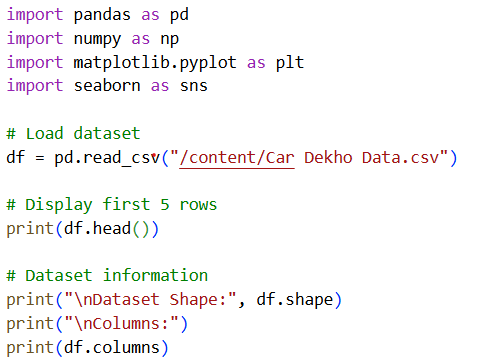 import pandas as pd
import numpy as np
import matplotlib.pyplot as plt
import seaborn as sns
# Load dataset
df = pd.read_csv("/content/Car Dekho Data.csv")
# Display first 5 rows
print(df.head())
# Dataset information
print("\nDataset Shape:", df.shape)
print("\nColumns:")
print(df.columns)